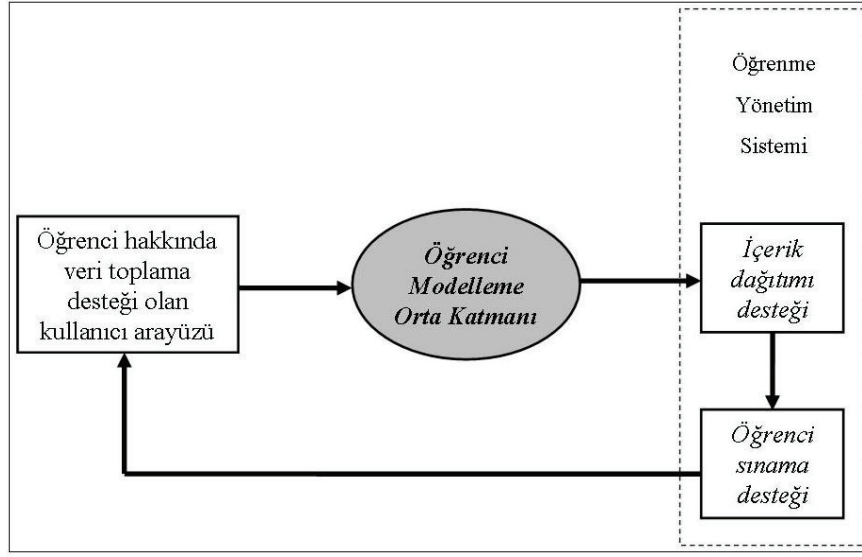 Öğrenme
Yönetim
Sistemi
Öğrenci hakkında
veri toplama
desteği olan
kullanıcı arayüzü
Öğrenci
Modelleme
Orta Katmanı
İçerik
dağıtımı
desteği
Öğrenci
sınama
desteği